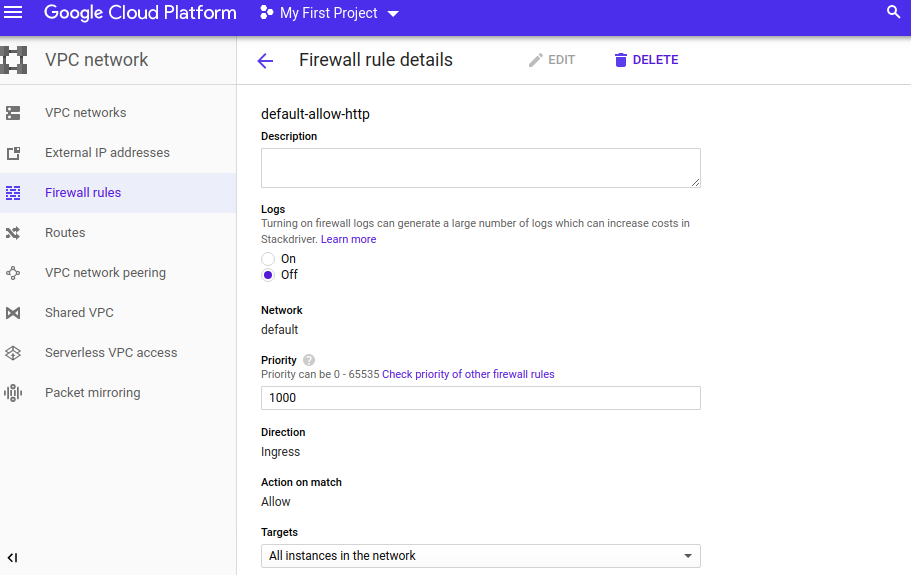 Google Cloud Platform
My First Project
VPC network
Firewall rule details
EDIT
DELETE
VPC networks
External IP addresses
Firewall rules
Routes
VPC network peering
Shared VPC
Serverless VPC access
Packet mirroring
default-allow-http
Description
Logs
Turning on firewall logs can generate a large number of logs which can increase costs in
Stackdriver. Learn more
On
Off
Network
default
Priority ?
Priority can be 0 - 65535 Check priority of other firewall rules
1000
Direction
Ingress
Action on match
Allow
Targets
All instances in the network